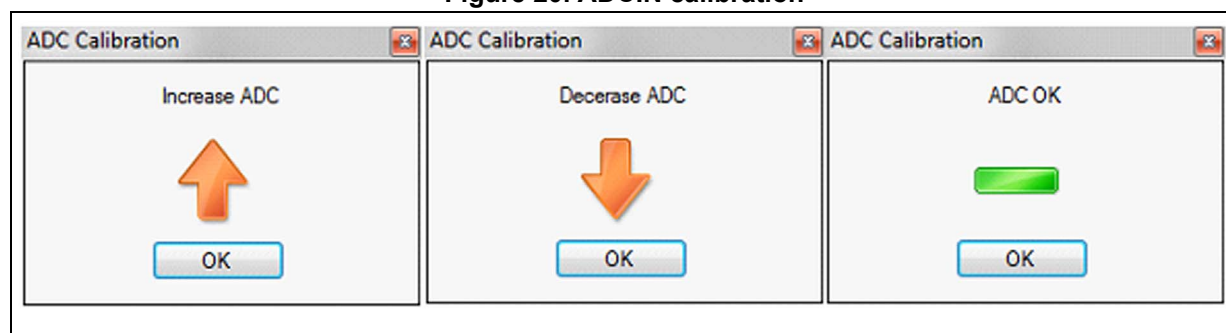 ADC Calibration
Increase ADC
OK
ADC Calibration
Decerase ADC
OK
ADC Calibration
ADC OK
OK